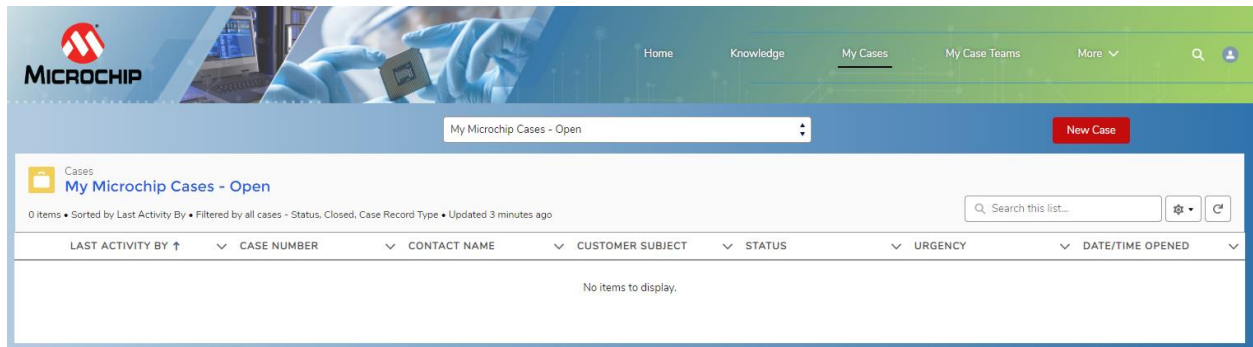 MICROCHIP
Home Knowledge My Cases My Case Teams More
My Microchip Cases - Open
New Case
Cases
My Microchip Cases - Open
0 items • Sorted by Last Activity By • Filtered by all cases - Status, Closed, Case Record Type • Updated 3 minutes ago
Search this list...
LAST ACTIVITY BY ↑ CASE NUMBER CONTACT NAME CUSTOMER SUBJECT STATUS URGENCY DATE/TIME OPENED
No items to display.